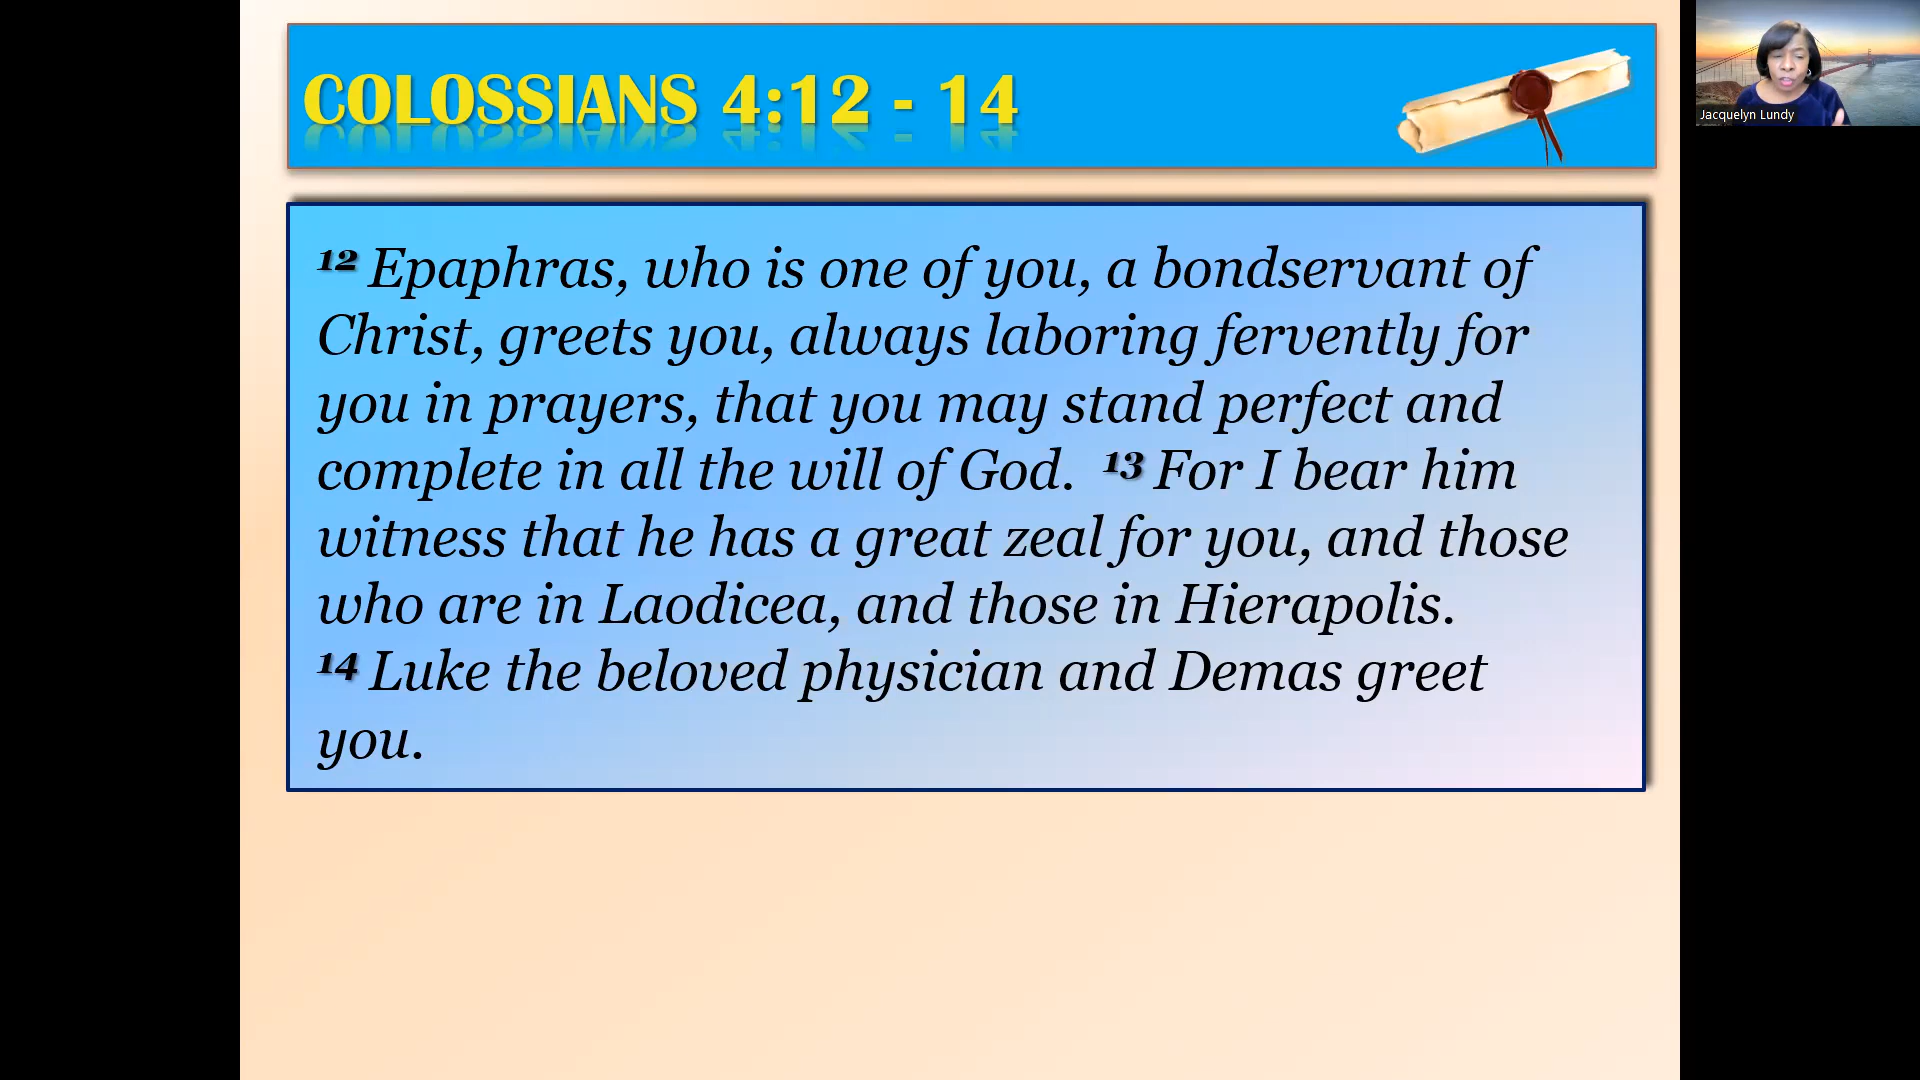 COLOSSIANS 4:12 - 14
Jacquelyn Lundy
12 Epaphras, who is one of you, a bondservant of
Christ, greets you, always laboring fervently for
you in prayers, that you may stand perfect and
complete in all the will of God. 13 For I bear him
witness that he has a great zeal for you, and those
who are in Laodicea, and those in Hierapolis.
14 Luke the beloved physician and Demas greet
you.